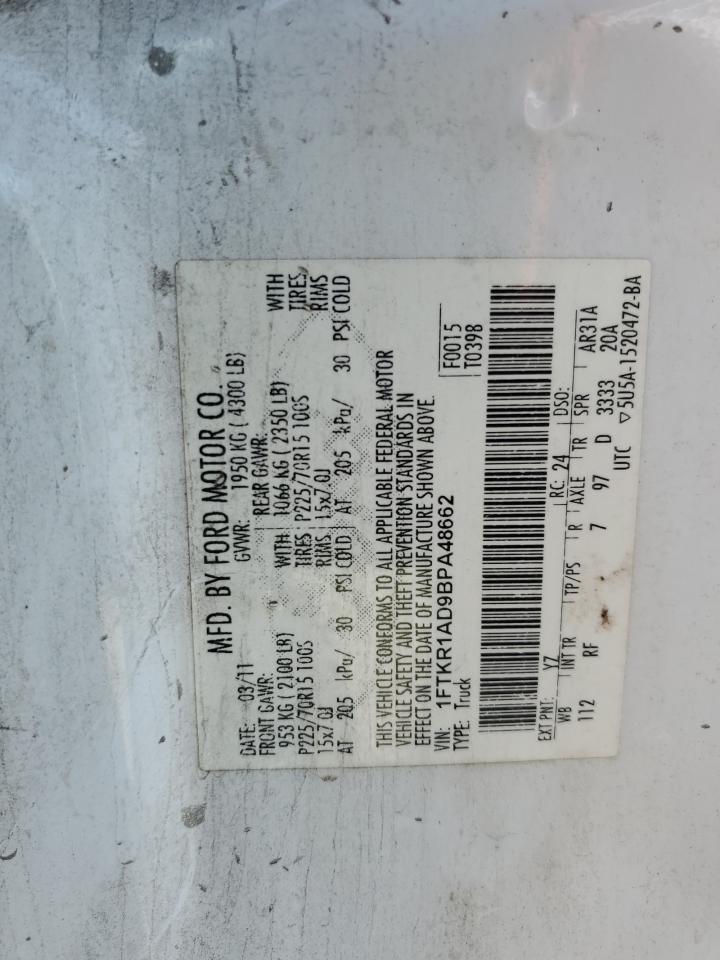 MFD. BY FORD MOTOR CO.
DATE: 03/11 GVWR: 1950 KG ( 4300 LB)
FRONT GAWR: REAR GAWR:
953 KG ( 2100 LB) WITH 1066 KG ( 2350 LB) WITH
P225/70R15 100S TIRES P225/70R15 100S TIRES
15x7.0J RIMS 15x7.0J RIMS
AT 205 kPa/ 30 PSI COLD AT 205 kPa/ 30 PSI COLD
THIS VEHICLE CONFORMS TO ALL APPLICABLE FEDERAL MOTOR
VEHICLE SAFETY AND THEFT PREVENTION STANDARDS IN
EFFECT ON THE DATE OF MANUFACTURE SHOWN ABOVE.
VIN: 1FTKR1AD9BPA48662 F0015
TYPE: Truck T0398
EXT PNT: YZ RC: 24 DSO:
WB INT TR TP/PS R AXLE TR SPR AR31A
112 RF 7 97 D 3333 20A
UTC ▽5U5A-1520472-BA